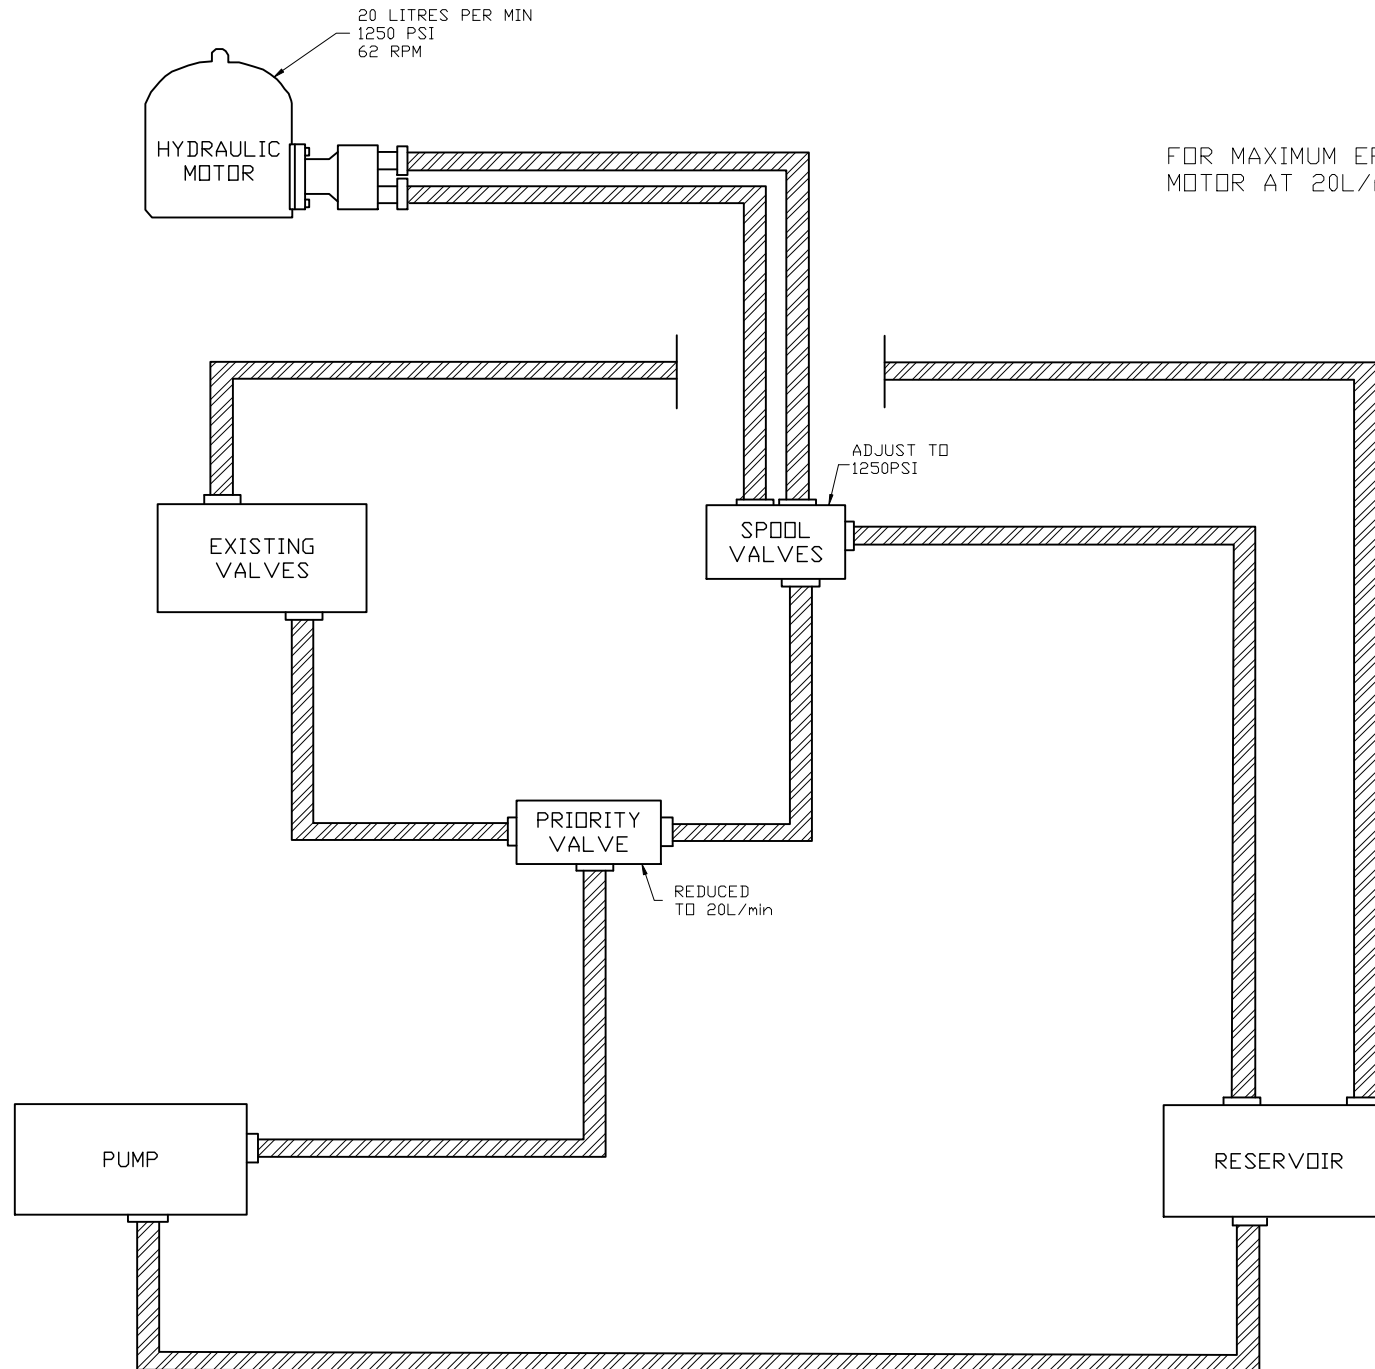 20 LITRES PER MIN
1250 PSI
62 RPM
HYDRAULIC
MOTOR
FOR MAXIMUM
MOTOR AT
ADJUST TO
1250PSI
EXISTING
VALVES
SPOOL
VALVES
PRIORITY
VALVE
REDUCED
TO 20L/min
PUMP
RESERVOIR